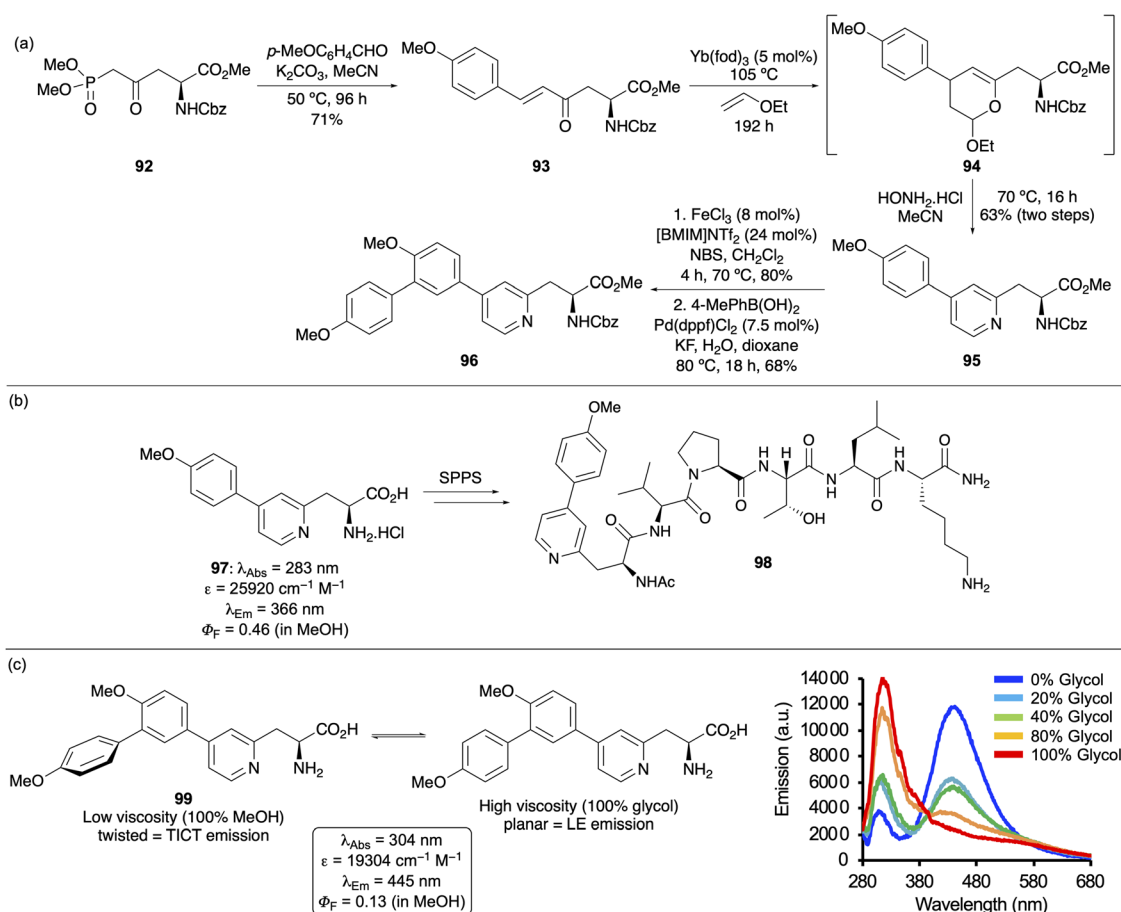 (a)
MeO
MeO
P
O
O
CO2Me
NHCbz
92
p-MeOC6H4CHO
K2CO3, MeCN
50 ºC, 96 h
71%
MeO
O
CO2Me
NHCbz
93
Yb(fod)3 (5 mol%)
105 ºC
OEt
192 h
MeO
O
OEt
CO2Me
NHCbz
94
HONH2.HCl
MeCN
70 ºC, 16 h
63% (two steps)
MeO
N
CO2Me
NHCbz
95
1. FeCl3 (8 mol%)
[BMIM]NTf2 (24 mol%)
NBS, CH2Cl2
4 h, 70 ºC, 80%
2. 4-MePhB(OH)2
Pd(dppf)Cl2 (7.5 mol%)
KF, H2O, dioxane
80 ºC, 18 h, 68%
MeO
MeO
N
CO2Me
NHCbz
96
(b)
MeO
N
CO2H
NH2.HCl
97: λAbs = 283 nm
ε = 25920 cm−1 M−1
λEm = 366 nm
ΦF = 0.46 (in MeOH)
SPPS
OMe
N
NHAc
O
N
H
O
N
O
H
N
H
OH
O
N
H
O
H
N
O
NH2
NH2
98
(c)
MeO
MeO
N
CO2H
NH2
99
Low viscosity (100% MeOH)
twisted = TICT emission
MeO
MeO
N
CO2H
NH2
High viscosity (100% glycol)
planar = LE emission
λAbs = 304 nm
ε = 19304 cm−1 M−1
λEm = 445 nm
ΦF = 0.13 (in MeOH)
Emission (a.u.)
14000
12000
10000
8000
6000
4000
2000
0
280
380
480
580
680
Wavelength (nm)
0% Glycol
20% Glycol
40% Glycol
80% Glycol
100% Glycol